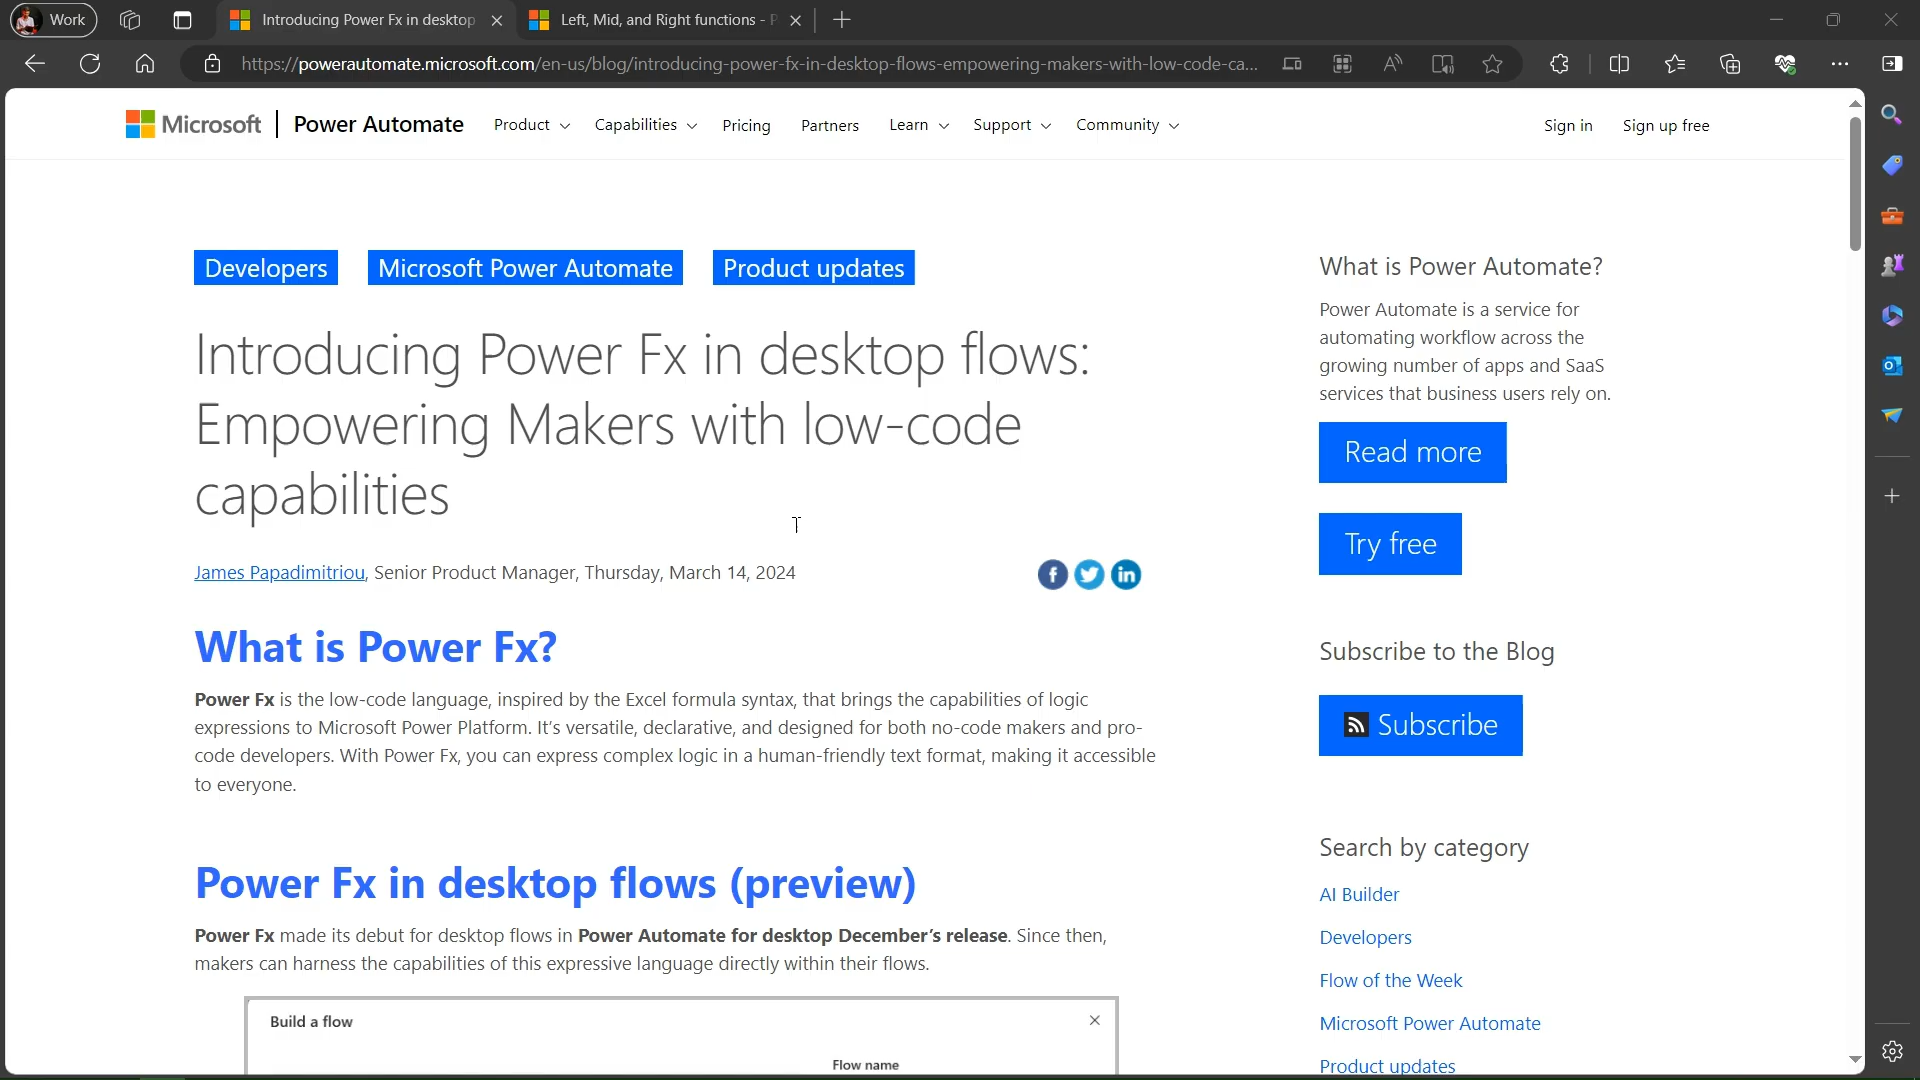 Work
Introducing Power Fx in desktop
Left, Mid, and Right functions - P
https://powerautomate.microsoft.com/en-us/blog/introducing-power-fx-in-desktop-flows-empowering-makers-with-low-code-ca...
Microsoft
Power Automate
Product
Capabilities
Pricing
Partners
Learn
Support
Community
Sign in
Sign up free
Developers
Microsoft Power Automate
Product updates
Introducing Power Fx in desktop flows:
Empowering Makers with low-code
capabilities
James Papadimitriou, Senior Product Manager, Thursday, March 14, 2024
What is Power Fx?
Power Fx is the low-code language, inspired by the Excel formula syntax, that brings the capabilities of logic
expressions to Microsoft Power Platform. It's versatile, declarative, and designed for both no-code makers and pro-
code developers. With Power Fx, you can express complex logic in a human-friendly text format, making it accessible
to everyone.
Power Fx in desktop flows (preview)
Power Fx made its debut for desktop flows in Power Automate for desktop December's release. Since then,
makers can harness the capabilities of this expressive language directly within their flows.
Build a flow
Flow name
What is Power Automate?
Power Automate is a service for
automating workflow across the
growing number of apps and SaaS
services that business users rely on.
Read more
Try free
Subscribe to the Blog
Subscribe
Search by category
AI Builder
Developers
Flow of the Week
Microsoft Power Automate
Product updates